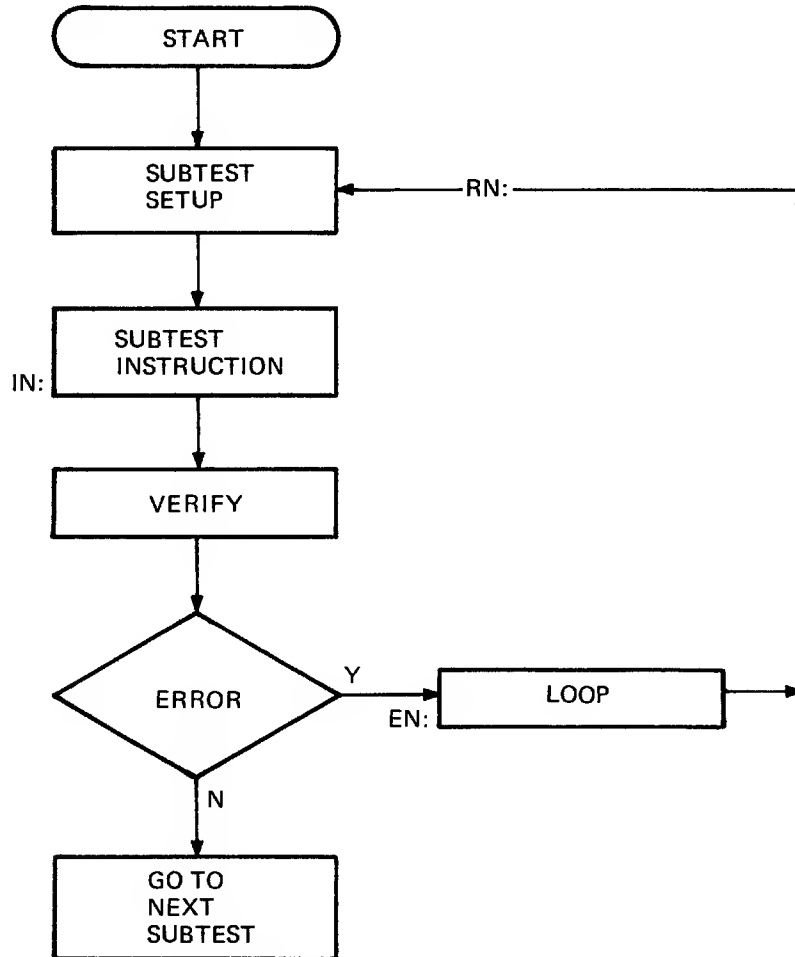 START
SUBTEST
SETUP
RN:
SUBTEST
INSTRUCTION
IN:
VERIFY
ERROR
Y
EN:
LOOP
N
GO TO
NEXT
SUBTEST